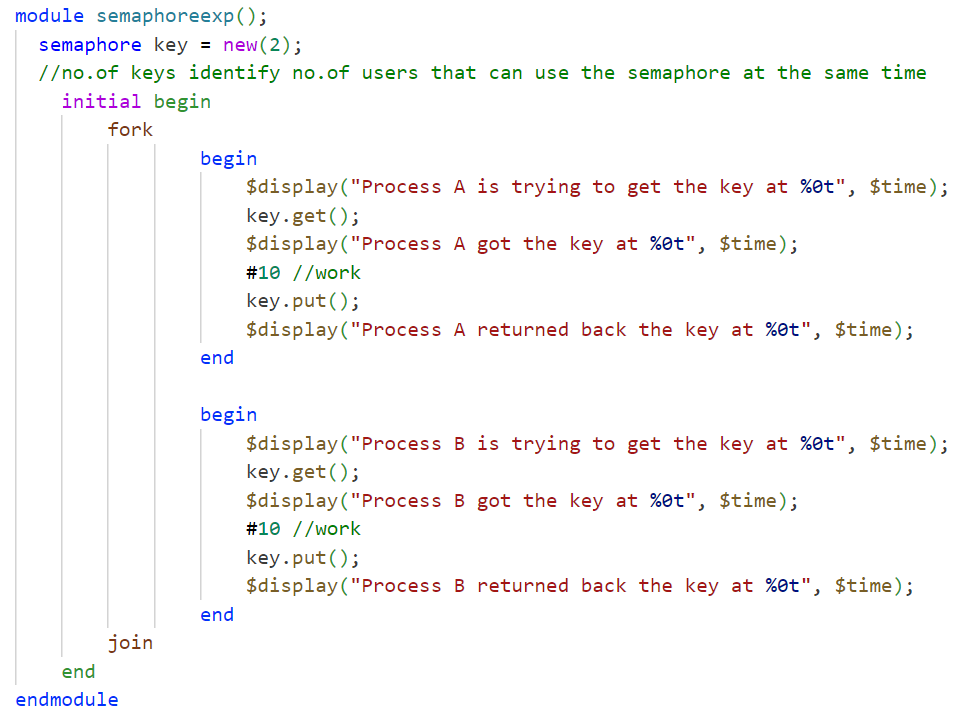 module semaphoreexp();
semaphore key = new(2);
//no.of keys identify no.of users that can use the semaphore at the same time
initial begin
fork
begin
$display("Process A is trying to get the key at %0t", $time);
key.get();
$display("Process A got the key at %0t", $time);
#10 //work
key.put();
$display("Process A returned back the key at %0t", $time);
end
begin
$display("Process B is trying to get the key at %0t", $time);
key.get();
$display("Process B got the key at %0t", $time);
#10 //work
key.put();
$display("Process B returned back the key at %0t", $time);
end
join
end
endmodule